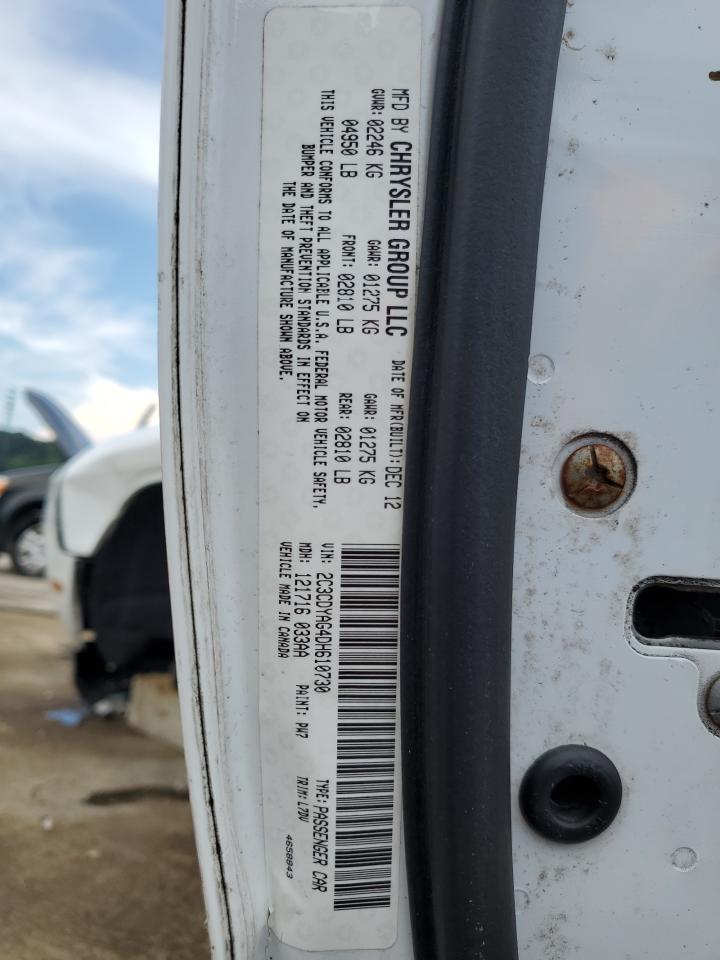 MFD BY CHRYSLER GROUP LLC DATE OF MFR(BUILT): DEC 12
GVWR: 02246 KG GAWR: 01275 KG GAWR: 01275 KG
04950 LB FRONT: 02810 LB REAR: 02810 LB
THIS VEHICLE CONFORMS TO ALL APPLICABLE U.S.A. FEDERAL MOTOR VEHICLE SAFETY,
BUMPER AND THEFT PREVENTION STANDARDS IN EFFECT ON
THE DATE OF MANUFACTURE SHOWN ABOVE.
VIN: 2C3CDYAG4DH610730 TYPE: PASSENGER CAR
MDH: 121716 033AA PAINT: PW7 TRIM: L7DV
VEHICLE MADE IN CANADA 4658843